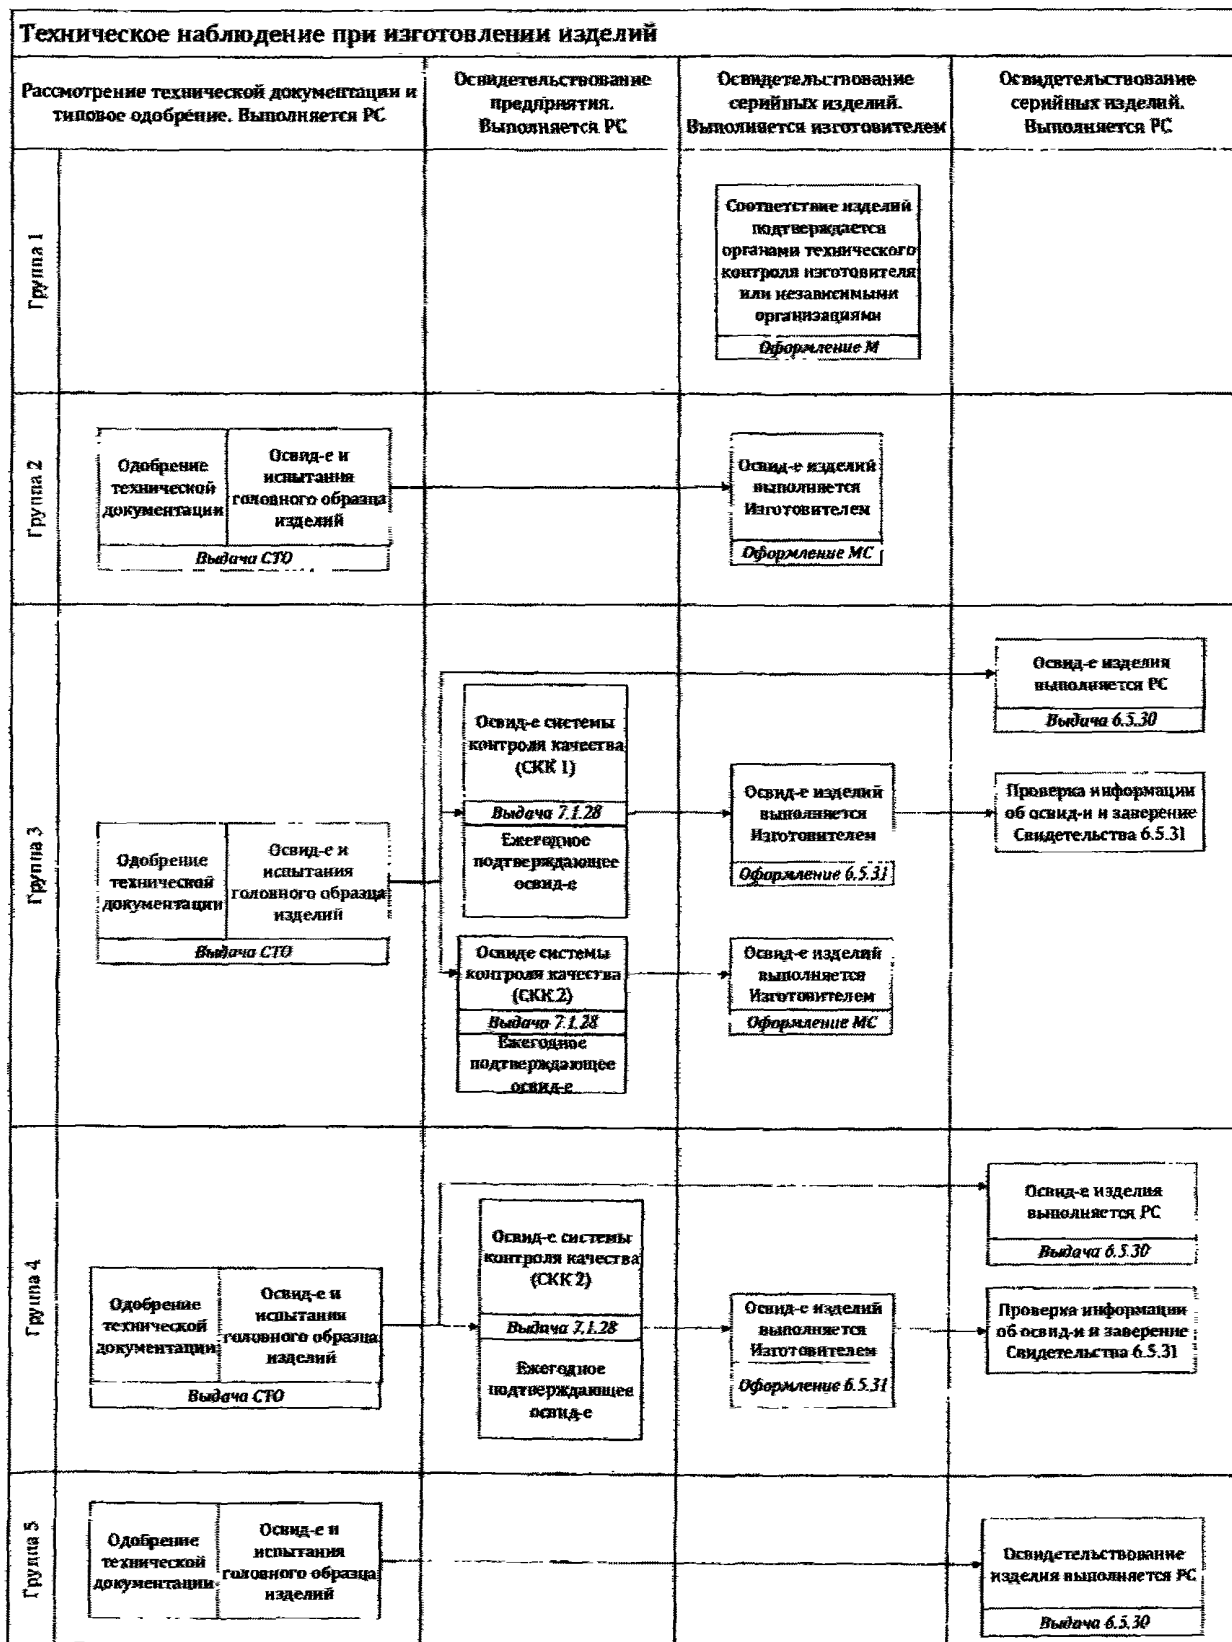 Техническое наблюдение при изготовлении изделий
Рассмотрение технической документации и
типовое одобрение. Выполняется РС
Освидетельствование
предприятия.
Выполняется РС
Освидетельствование
серийных изделий.
Выполняется изготовителем
Освидетельствование
серийных изделий.
Выполняется РС
Группа 1
Соответствие изделий
подтверждается
органами технического
контроля изготовителя
или независимыми
организациями
Оформление М
Группа 2
Одобрение
технической
документации
Освид-е и
испытания
головного образца
изделий
Выдача СТО
Освид-е изделий
выполняется
Изготовителем
Оформление МС
Группа 3
Одобрение
технической
документации
Освид-е и
испытания
головного образца
изделий
Выдача СТО
Освид-е системы
контроля качества
(СКК 1)
Выдача 7.1.28
Ежегодное
подтверждающее
освид-е
Освиде системы
контроля качества
(СКК 2)
Выдача 7.1.28
Ежегодное
подтверждающее
освид-е
Освид-е изделий
выполняется
Изготовителем
Оформление 6.5.31
Освид-е изделий
выполняется
Изготовителем
Оформление МС
Освид-е изделия
выполняется РС
Выдача 6.5.30
Проверка информации
об освид-и и заверение
Свидетельства 6.5.31
Группа 4
Одобрение
технической
документации
Освид-е и
испытания
головного образца
изделий
Выдача СТО
Освид-е системы
контроля качества
(СКК 2)
Выдача 7.1.28
Ежегодное
подтверждающее
освид-е
Освид-е изделий
выполняется
Изготовителем
Оформление 6.5.31
Освид-е изделия
выполняется РС
Выдача 6.5.30
Проверка информации
об освид-и и заверение
Свидетельства 6.5.31
Группа 5
Одобрение
технической
документации
Освид-е и
испытания
головного образца
изделий
Освидетельствование
изделия выполняется РС
Выдача 6.5.30